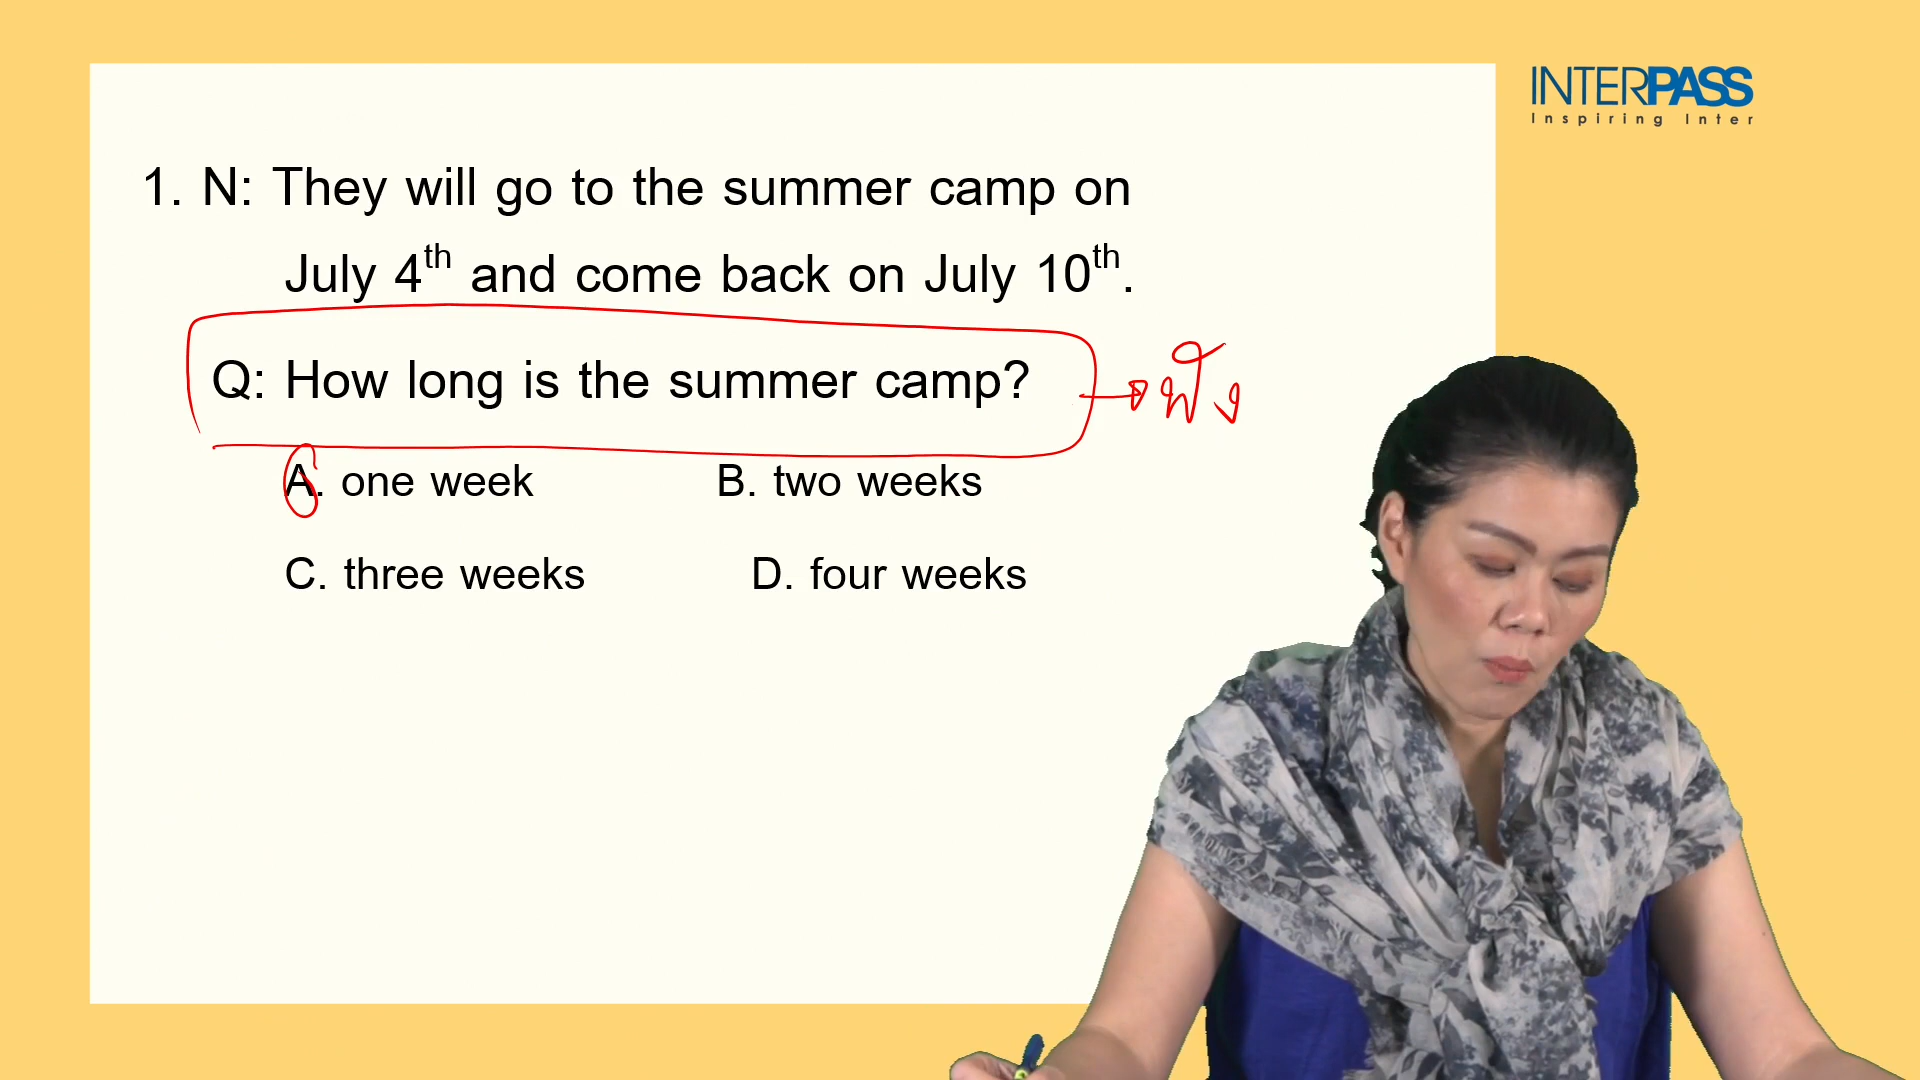 INTERPASS
Inspiring Inter
1. N: They will go to the summer camp on
July 4th and come back on July 10th.
Q: How long is the summer camp? → ฟัง
A. one week B. two weeks
C. three weeks D. four weeks